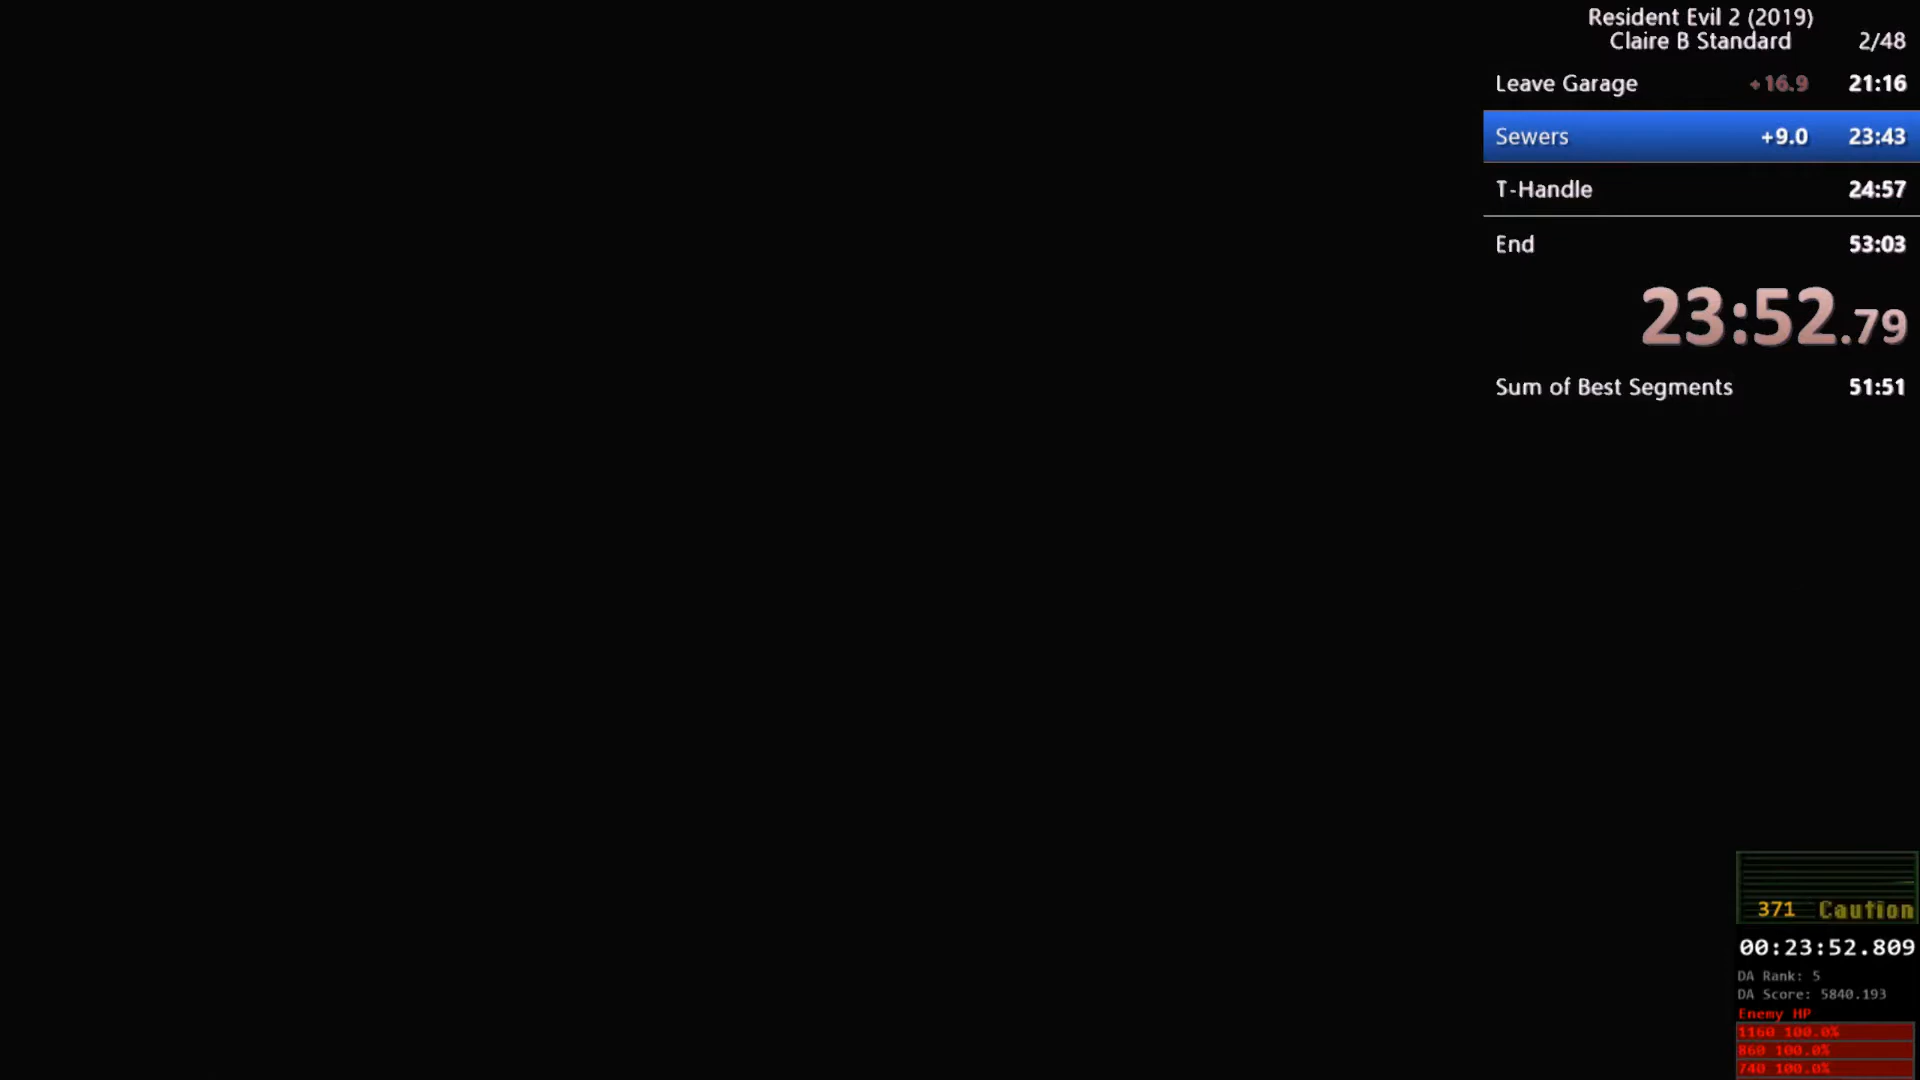 Resident Evil 2 (2019)
Claire B Standard 2/48
Leave Garage +16.9 21:16
Sewers +9.0 23:43
T-Handle 24:57
End 53:03
23:52.79
Sum of Best Segments 51:51
371 Caution
00:23:52.809
DA Rank: 5
DA Score: 5840.193
Enemy HP
1160 100.0%
860 100.0%
740 100.0%